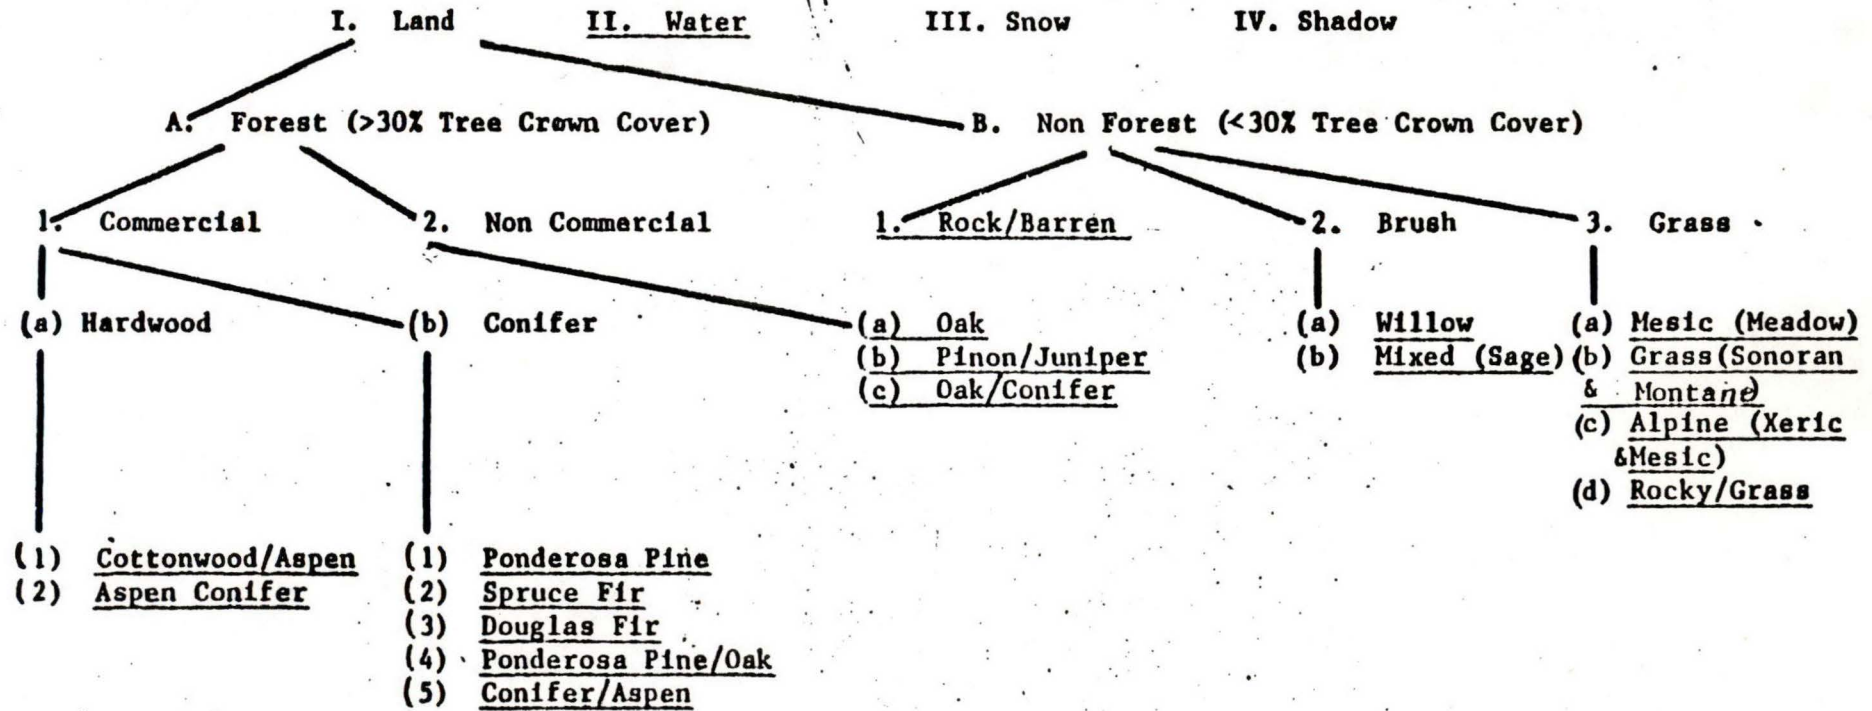 I. Land II. Water III. Snow IV. Shadow
A. Forest (>30% Tree Crown Cover) B. Non Forest (<30% Tree Crown Cover)
1. Commercial 2. Non Commercial 1. Rock/Barren 2. Brush 3. Grass
(a) Hardwood (b) Conifer (a) Oak (a) Willow (a) Mesic (Meadow)
(b) Pinon/Juniper (b) Mixed (Sage) (b) Grass(Sonoran
(c) Oak/Conifer & Montane)
(c) Alpine (Xeric
&Mesic)
(d) Rocky/Grass
(1) Cottonwood/Aspen (1) Ponderosa Pine
(2) Aspen Conifer (2) Spruce Fir
(3) Douglas Fir
(4) Ponderosa Pine/Oak
(5) Conifer/Aspen